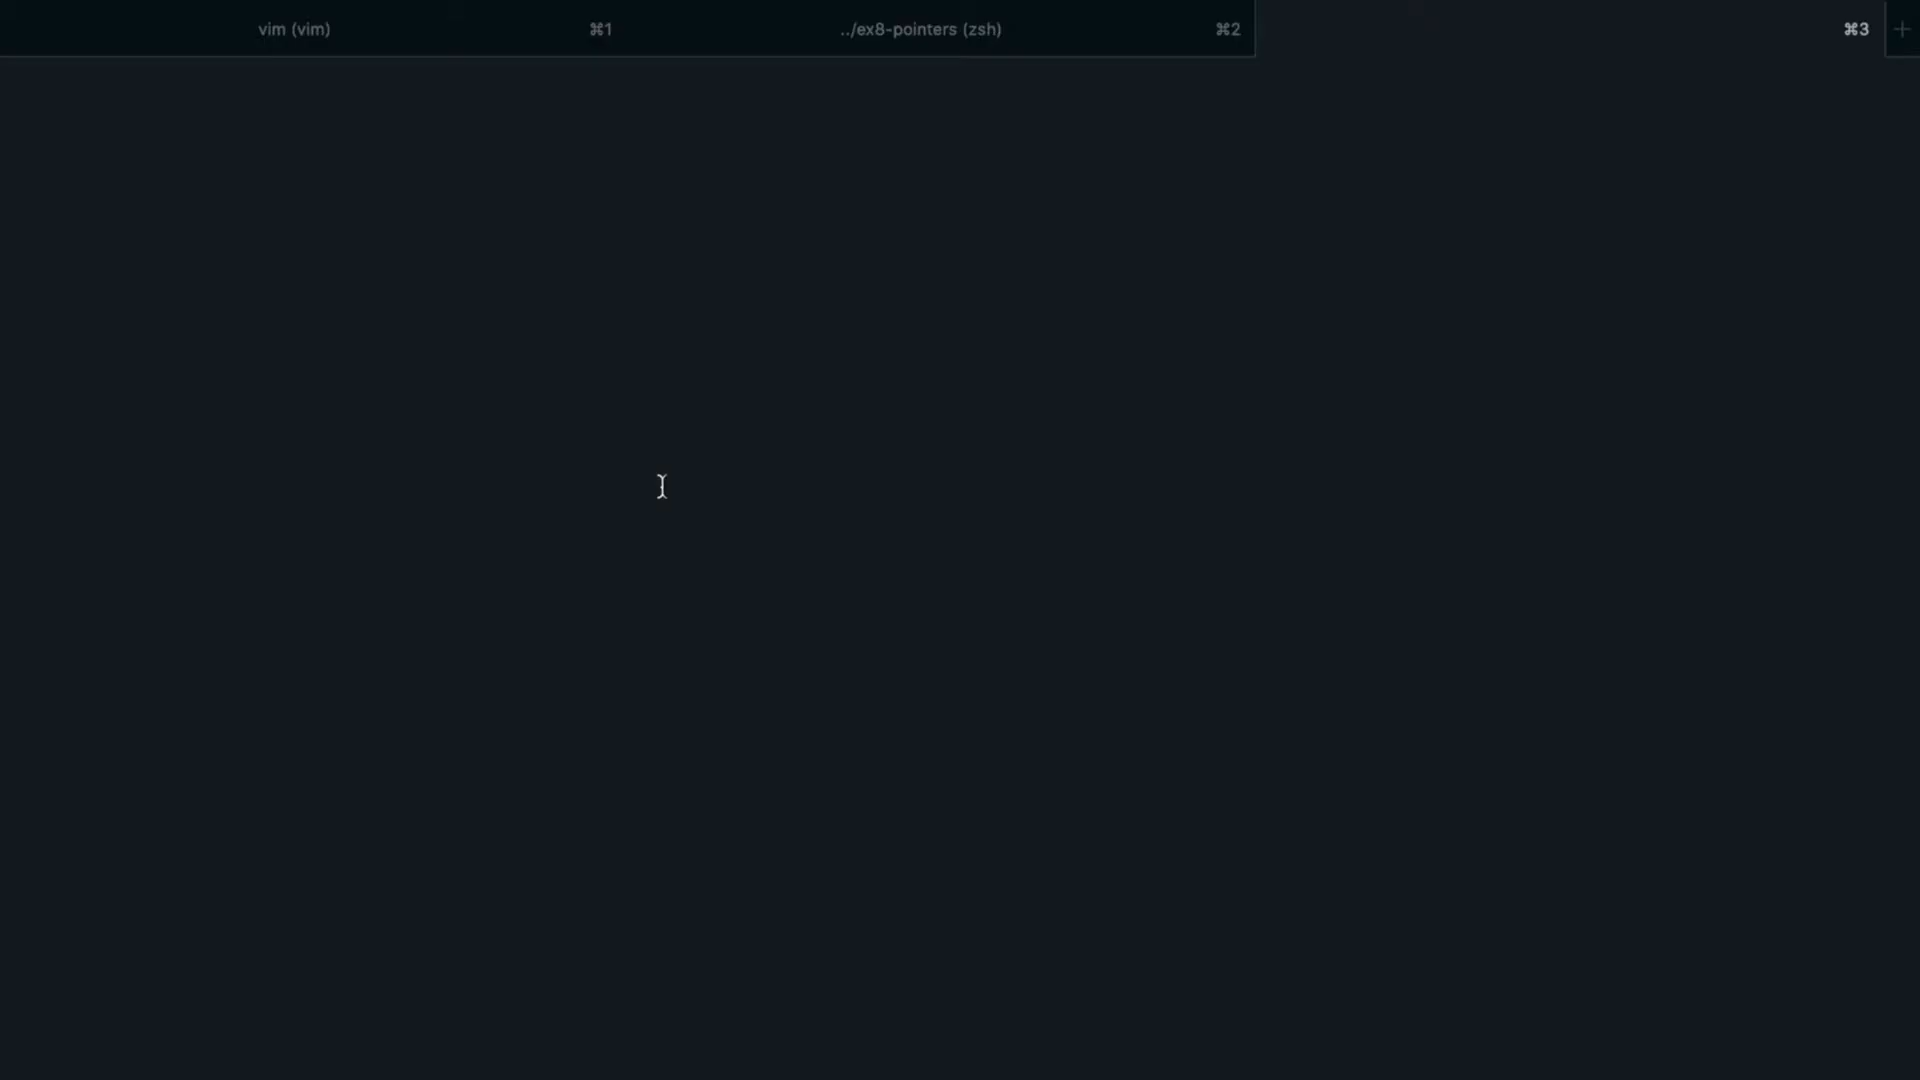 vim (vim) ⌘1 ../ex8-pointers (zsh) ⌘2 ⌘3 +